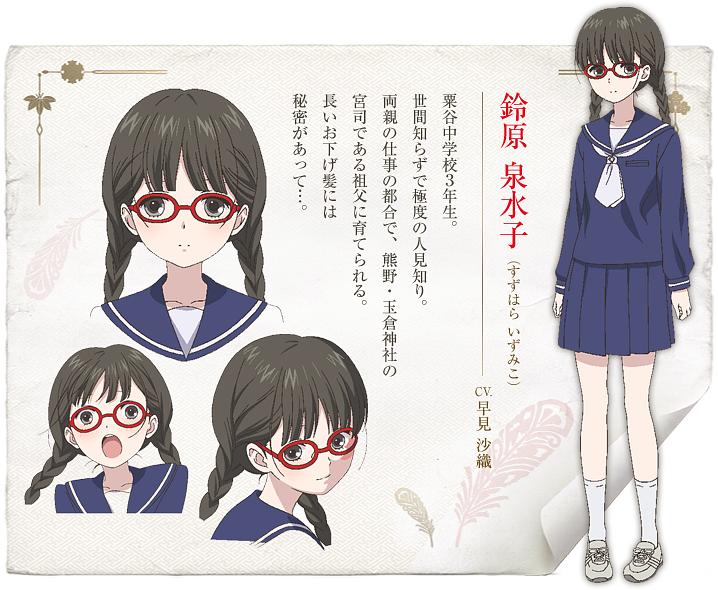 鈴原 泉水子
（すずはら いずみこ）
CV. 早見 沙織
粟谷中学校3年生。
世間知らずで極度の人見知り。
両親の仕事の都合で、熊野・玉倉神社の
宮司である祖父に育てられる。
長いお下げ髪には
秘密があって…。